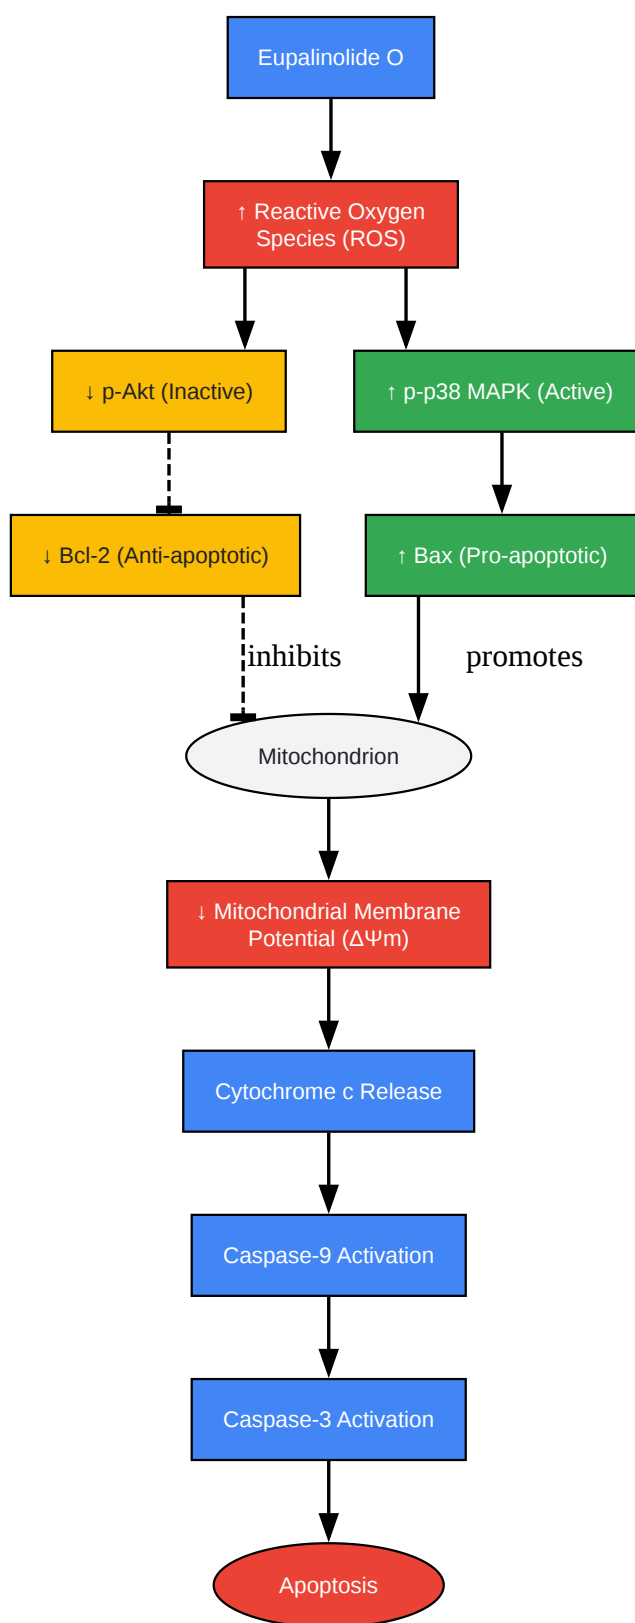 Eupalinolide O
↑ Reactive Oxygen
Species (ROS)
↓ p-Akt (Inactive)
↑ p-p38 MAPK (Active)
↓ Bcl-2 (Anti-apoptotic)
↑ Bax (Pro-apoptotic)
inhibits
promotes
Mitochondrion
↓ Mitochondrial Membrane
Potential (ΔΨm)
Cytochrome c Release
Caspase-9 Activation
Caspase-3 Activation
Apoptosis